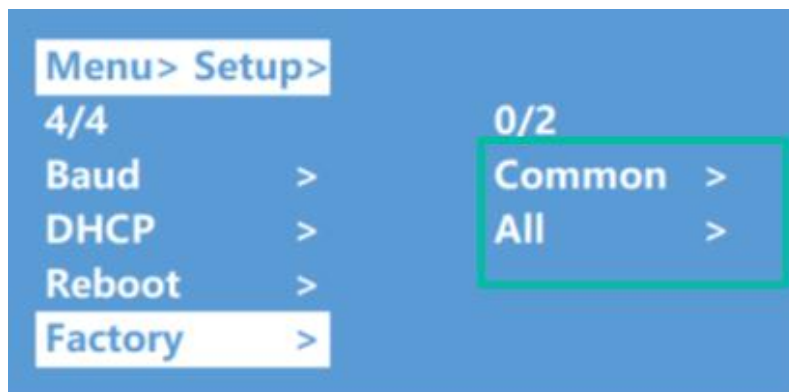 Menu> Setup>
4/4
Baud >
DHCP >
Reboot >
Factory >
0/2
Common >
All >